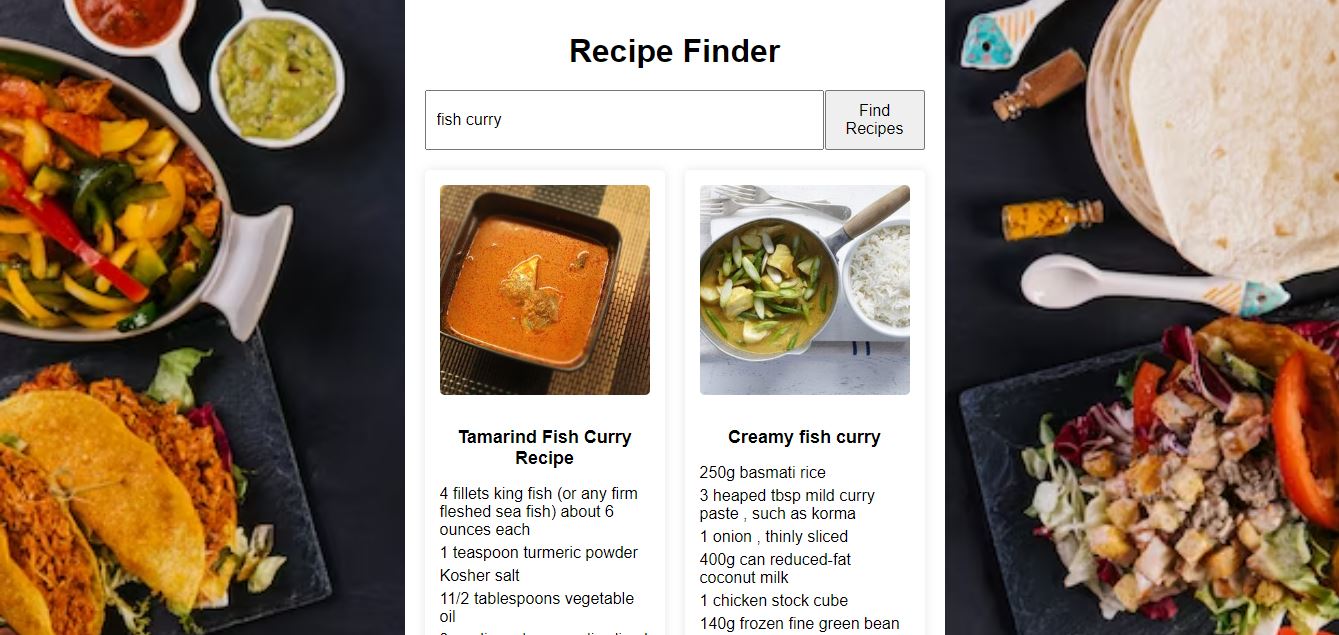 Recipe Finder
fish curry
Find
Recipes
Tamarind Fish Curry
Recipe
4 fillets king fish (or any firm
fleshed sea fish) about 6
ounces each
1 teaspoon turmeric powder
Kosher salt
11/2 tablespoons vegetable
oil
Creamy fish curry
250g basmati rice
3 heaped tbsp mild curry
paste , such as korma
1 onion , thinly sliced
400g can reduced-fat
coconut milk
1 chicken stock cube
140g frozen fine green bean